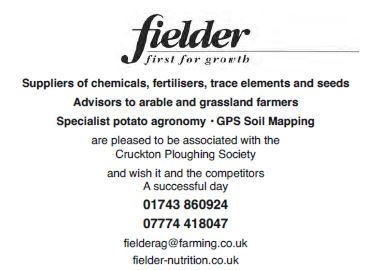 fielder
first for growth
Suppliers of chemicals, fertilisers, trace elements and seeds
Advisors to arable and grassland farmers
Specialist potato agronomy · GPS Soil Mapping
are pleased to be associated with the
Cruckton Ploughing Society
and wish it and the competitors
A successful day
01743 860924
07774 418047
fielderag@farming.co.uk
fielder-nutrition.co.uk